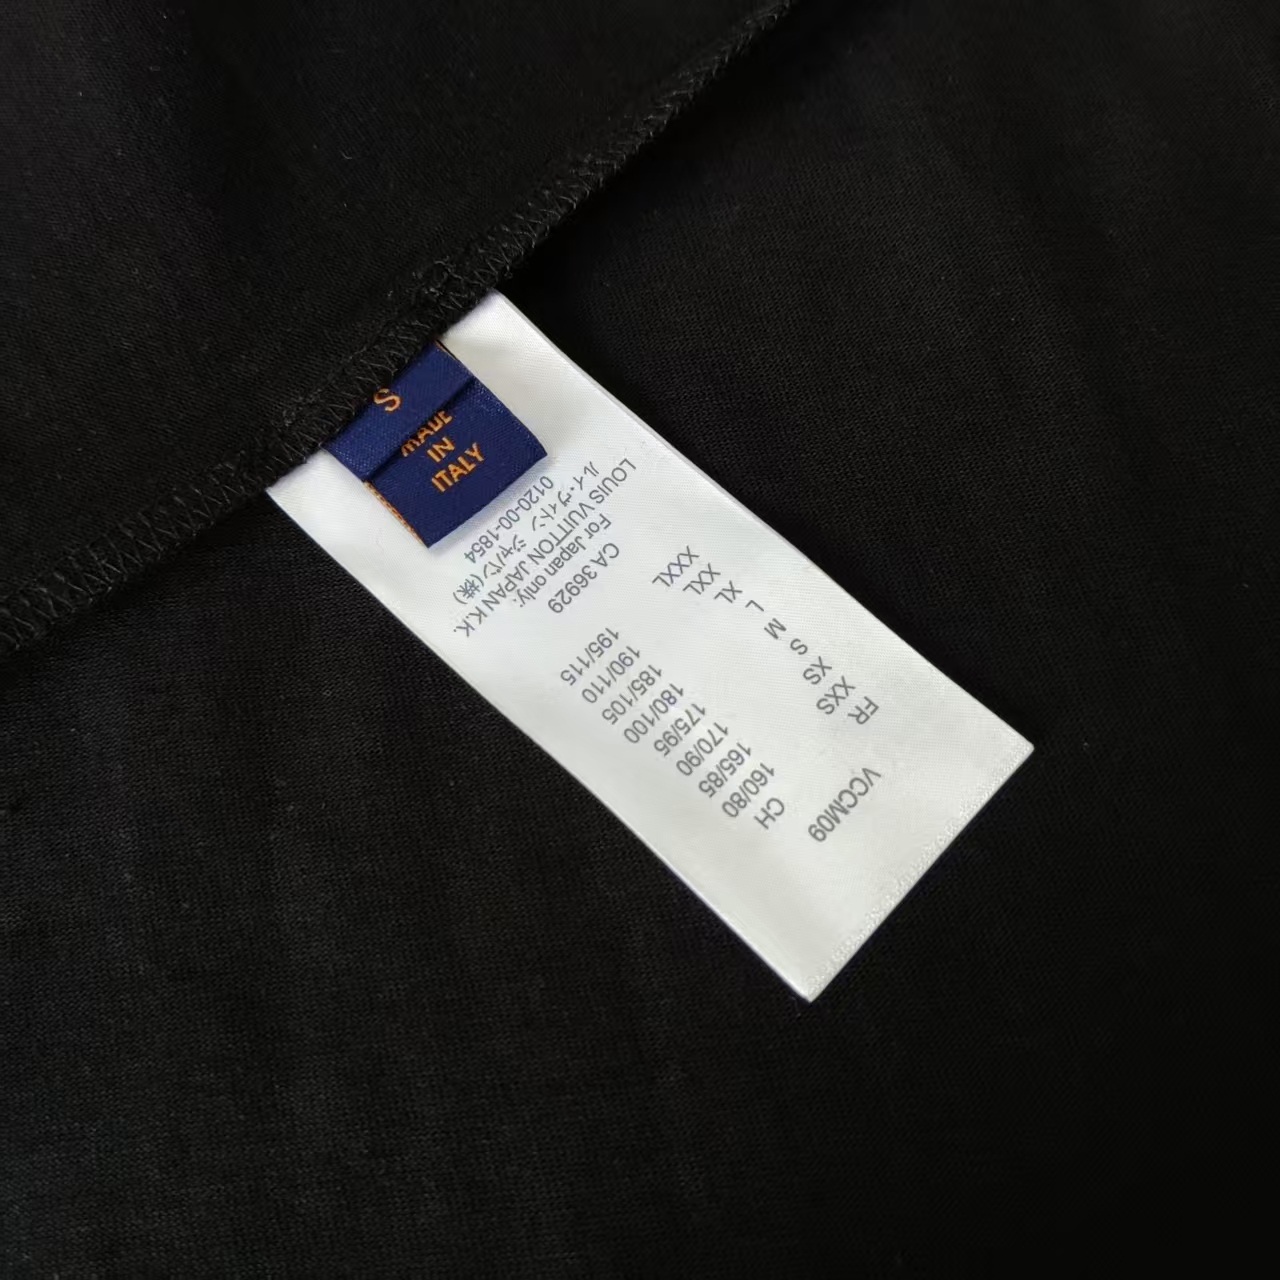 S
MADE
IN
ITALY
VCCM09
FR CH
XXS 160/80
XS 165/85
S 170/90
M 175/95
L 180/100
XL 185/105
XXL 190/110
XXXL 195/115
CA 36929
For Japan only:
LOUIS VUITTON JAPAN K.K.
ルイ・ヴィトン ジャパン(株)
0120-00-1854